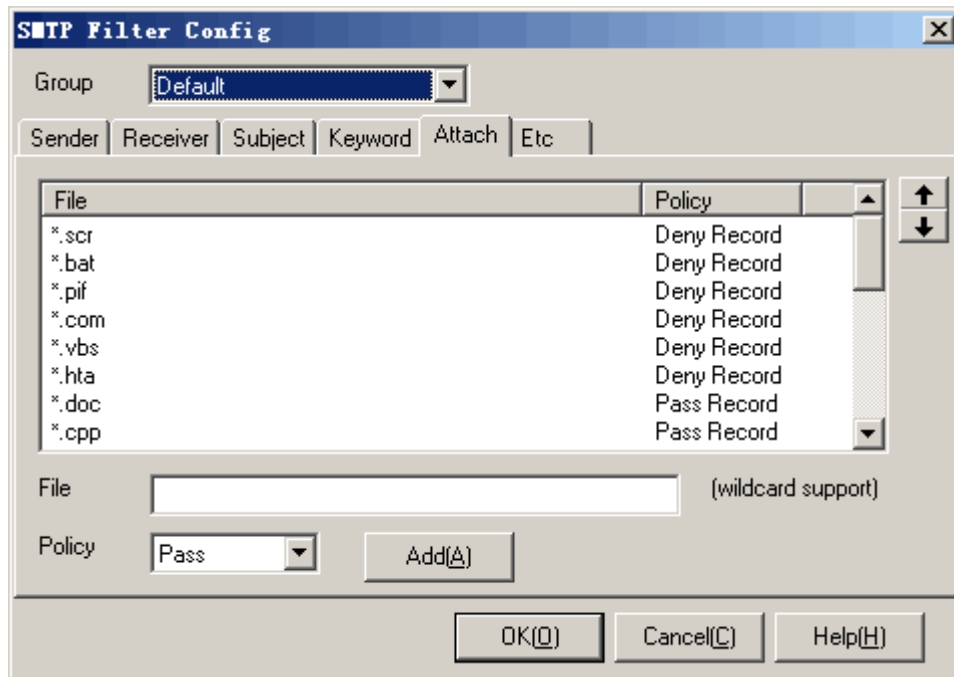 SMTP Filter Config
Group Default
Sender Receiver Subject Keyword Attach Etc
File Policy
*.scr Deny Record
*.bat Deny Record
*.pif Deny Record
*.com Deny Record
*.vbs Deny Record
*.hta Deny Record
*.doc Pass Record
*.cpp Pass Record
File (wildcard support)
Policy Pass Add(A)
OK(O) Cancel(C) Help(H)